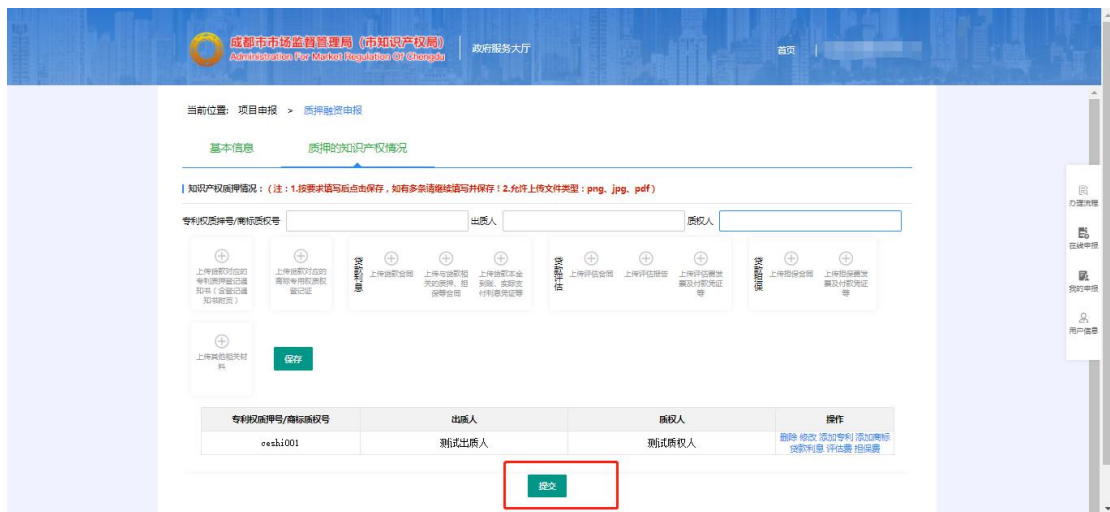 成都市市场监督管理局（市知识产权局）
Administration For Market Regulation Of Chengdu
政府服务大厅
首页 |
当前位置: 项目申报 > 质押融资申报
基本信息
质押的知识产权情况
知识产权质押情况：（注：1.按要求填写后点击保存，如有多条请继续填写并保存！2.允许上传文件类型：png、jpg、pdf）
专利权质押号/商标质权号
出质人
质权人
上传贷款对应的
专利质押登记通
知书（含登记通
知书附页）
上传贷款对应的
商标专用权质权
登记证
贷款利息
上传贷款合同
上传与贷款相
关的质押、担
保等合同
上传贷款本金
到账、实际支
付利息凭证等
贷款评估
上传评估合同
上传评估报告
上传评估费发
票及付款凭证
等
贷款担保
上传担保合同
上传担保费发
票及付款凭证
等
上传其他相关材
料
保存
专利权质押号/商标质权号 出质人 质权人 操作
ceshi001 测试出质人 测试质权人 删除 修改 添加专利 添加商标
贷款利息 评估费 担保费
提交
办理流程
在线申报
我的申报
用户信息